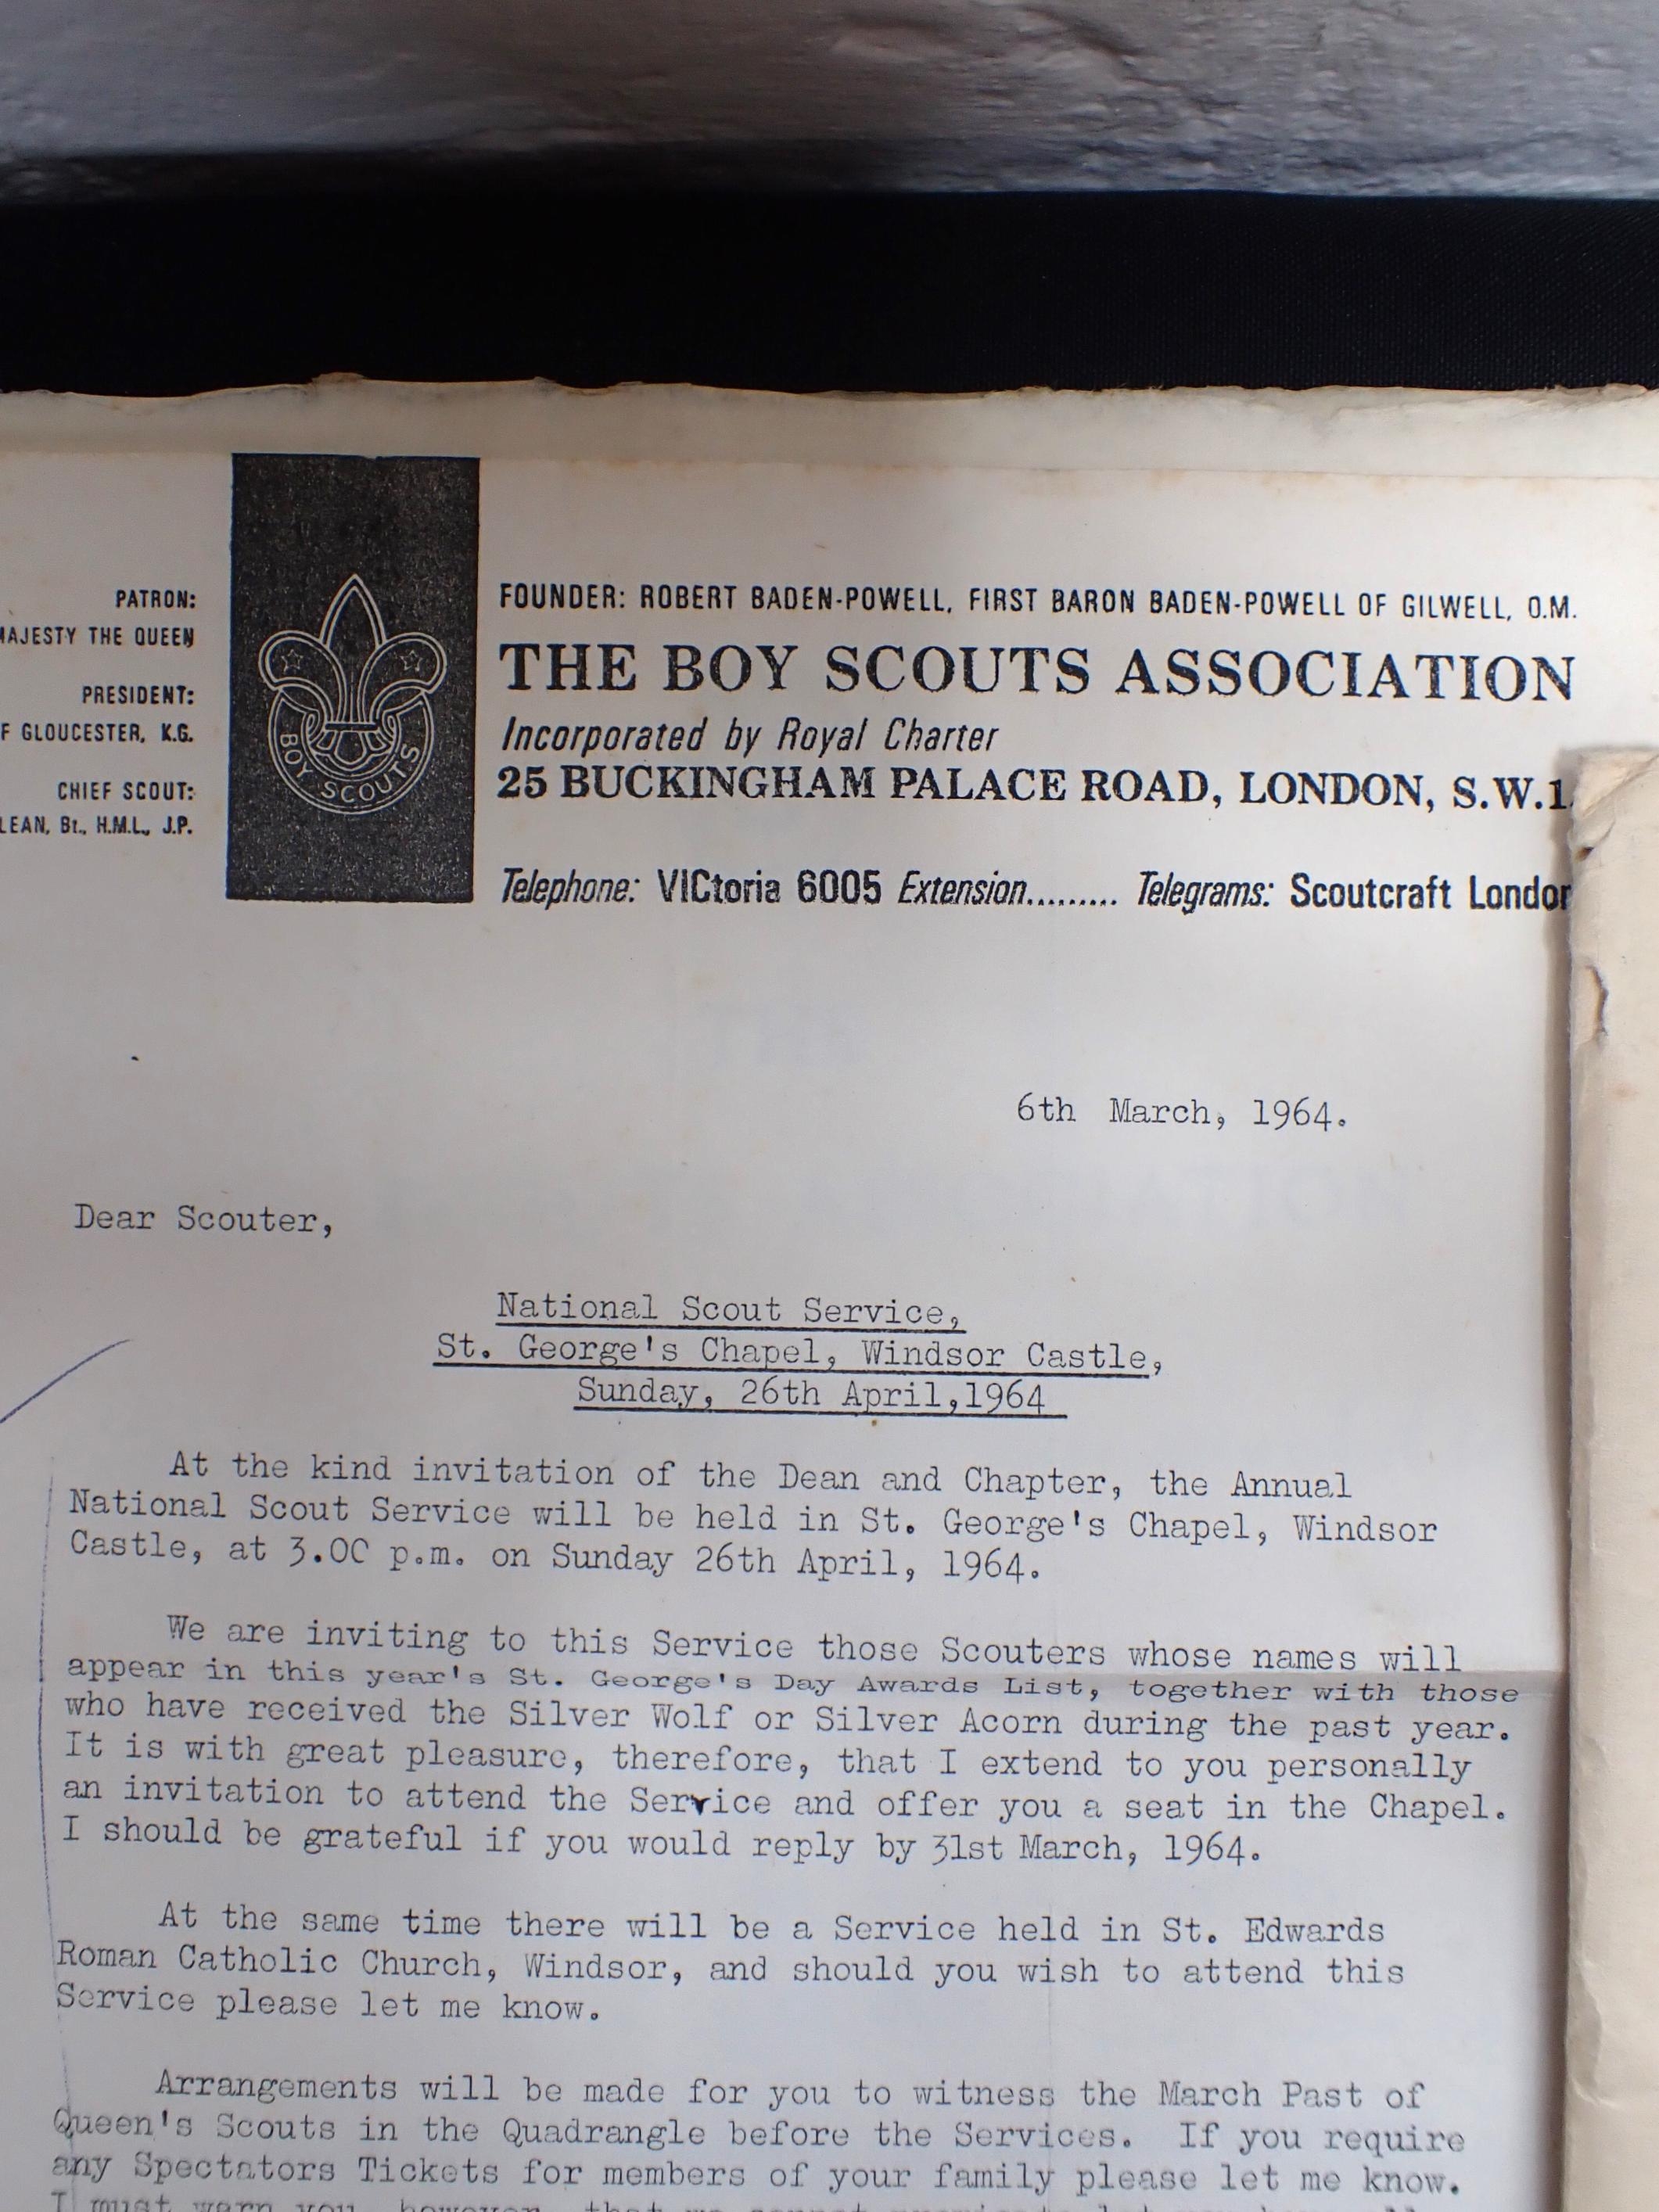 PATRON:
MAJESTY THE QUEEN
PRESIDENT:
F GLOUCESTER, K.G.
CHIEF SCOUT:
LEAN, Bt., H.M.L., J.P.
BOY SCOUTS
FOUNDER: ROBERT BADEN-POWELL, FIRST BARON BADEN-POWELL OF GILWELL, O.M.
THE BOY SCOUTS ASSOCIATION
Incorporated by Royal Charter
25 BUCKINGHAM PALACE ROAD, LONDON, S.W.1.
Telephone: VICtoria 6005 Extension......... Telegrams: Scoutcraft London
6th March, 1964.
Dear Scouter,
National Scout Service,
St. George's Chapel, Windsor Castle,
Sunday, 26th April,1964
At the kind invitation of the Dean and Chapter, the Annual
National Scout Service will be held in St. George's Chapel, Windsor
Castle, at 3.00 p.m. on Sunday 26th April, 1964.
We are inviting to this Service those Scouters whose names will
appear in this year's St. George's Day Awards List, together with those
who have received the Silver Wolf or Silver Acorn during the past year.
It is with great pleasure, therefore, that I extend to you personally
an invitation to attend the Service and offer you a seat in the Chapel.
I should be grateful if you would reply by 31st March, 1964.
At the same time there will be a Service held in St. Edwards
Roman Catholic Church, Windsor, and should you wish to attend this
Service please let me know.
Arrangements will be made for you to witness the March Past of
Queen's Scouts in the Quadrangle before the Services. If you require
any Spectators Tickets for members of your family please let me know.
I must warn you, however, that we cannot